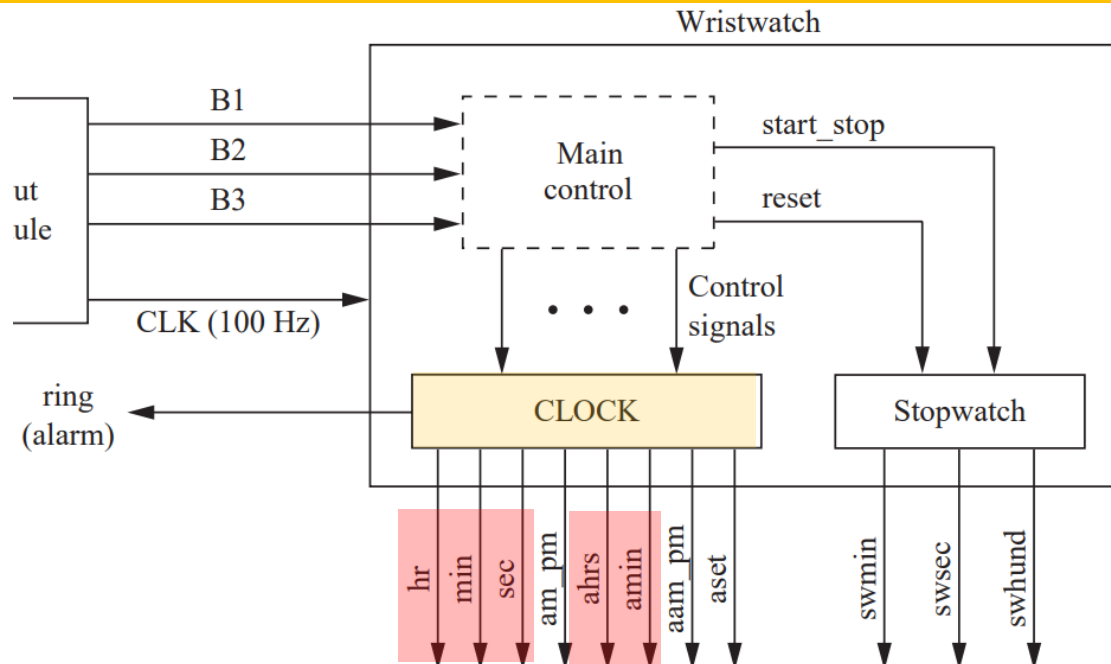 Wristwatch
B1
B2
B3
ut
ule
CLK (100 Hz)
Main
control
start_stop
reset
Control
signals
ring
(alarm)
CLOCK
Stopwatch
hr
min
sec
am_pm
ahrs
amin
aam_pm
aset
swmin
swsec
swhund